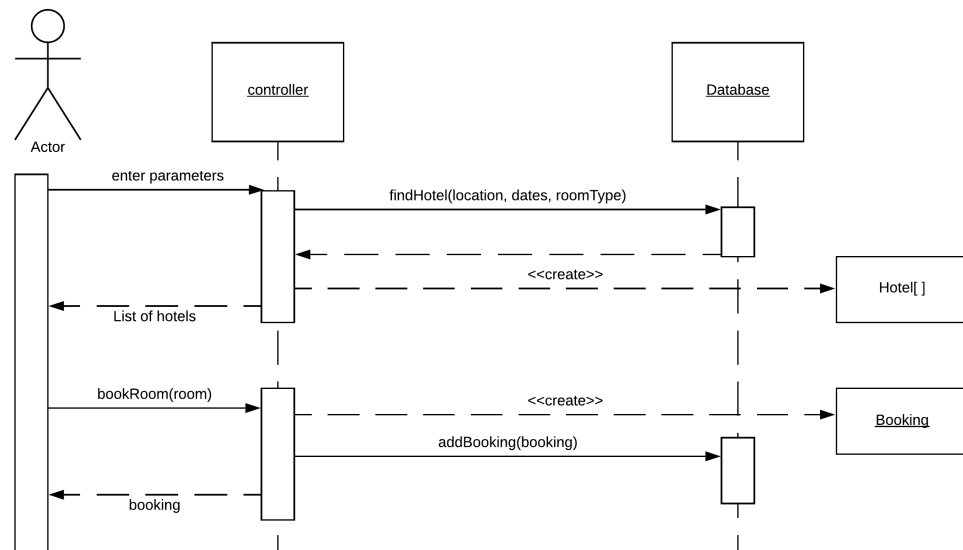 controller
Database
Actor
enter parameters
findHotel(location, dates, roomType)
<<create>>
Hotel[ ]
List of hotels
bookRoom(room)
<<create>>
Booking
addBooking(booking)
booking